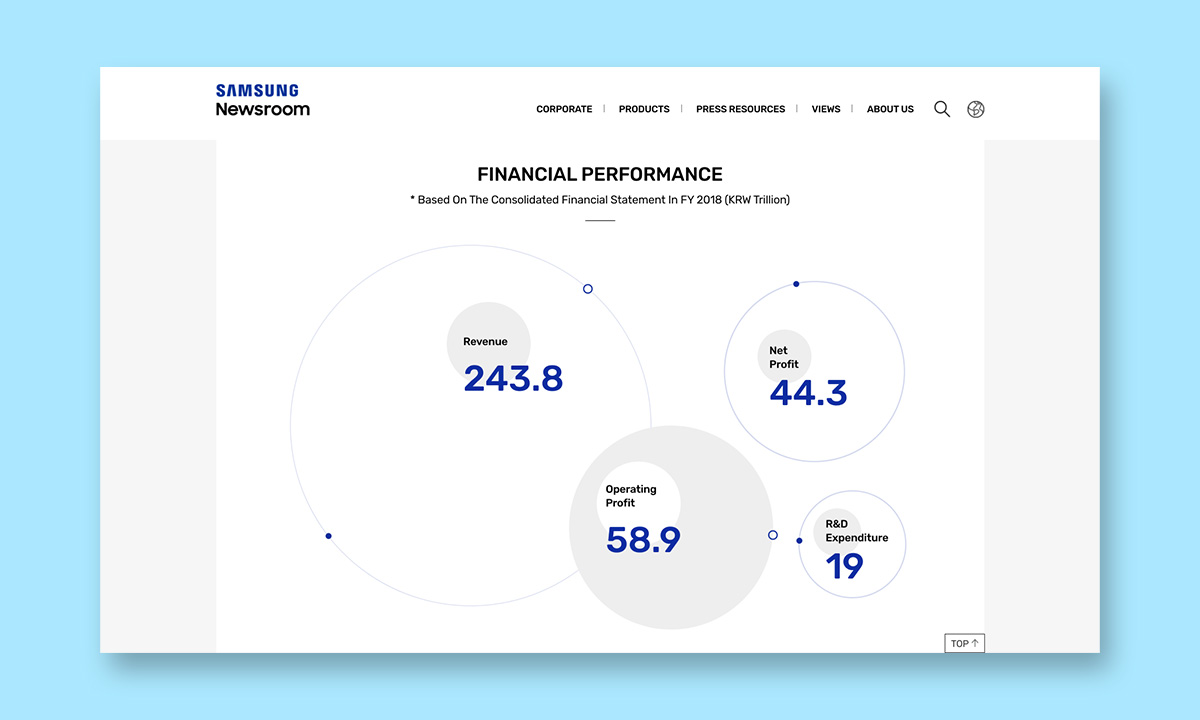 SAMSUNG
Newsroom
CORPORATE
PRODUCTS
PRESS RESOURCES
VIEWS
ABOUT US
FINANCIAL PERFORMANCE
* Based On The Consolidated Financial Statement In FY 2018 (KRW Trillion)
Revenue
243.8
Net
Profit
44.3
Operating
Profit
58.9
R&D
Expenditure
19
TOP ↑